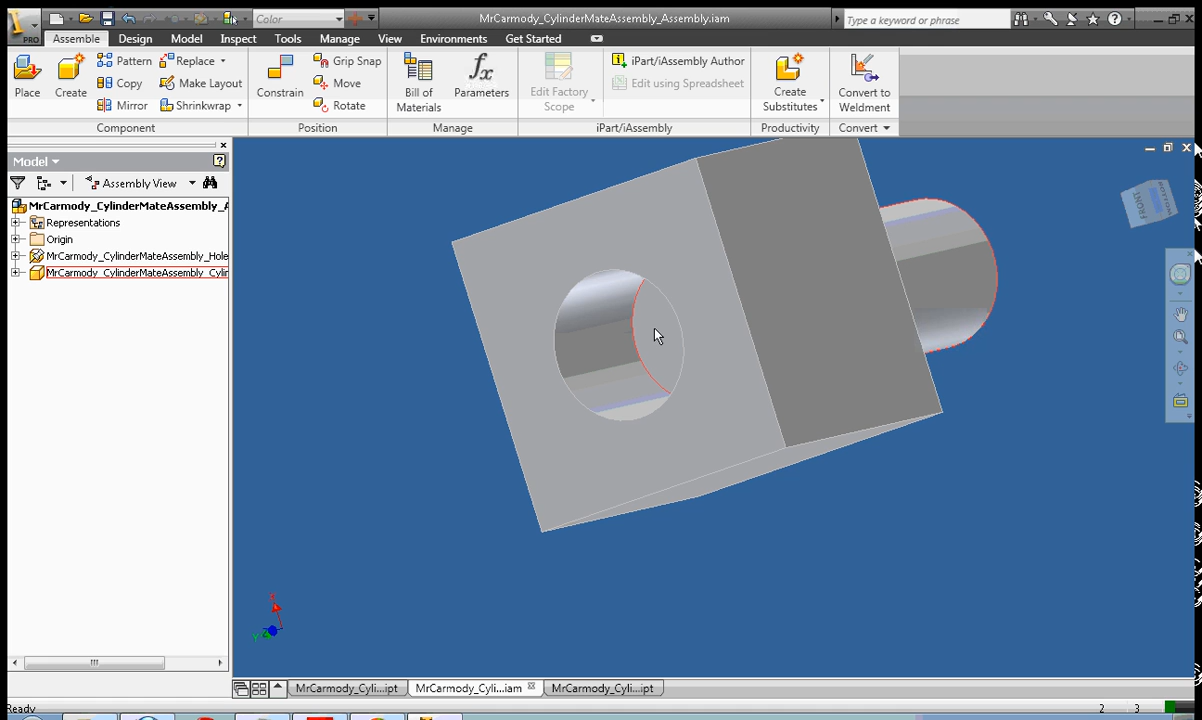 Color
MrCarmody_CylinderMateAssembly_Assembly.iam
Type a keyword or phrase
PRO
Assemble Design Model Inspect Tools Manage View Environments Get Started
Place
Create
Pattern
Copy
Mirror
Replace
Make Layout
Shrinkwrap
Component
Constrain
Grip Snap
Move
Rotate
Position
Bill of
Materials
fx
Parameters
Manage
Edit Factory
Scope
iPart/iAssembly Author
Edit using Spreadsheet
iPart/iAssembly
Create
Substitutes
Productivity
Convert to
Weldment
Convert
Model
Assembly View
MrCarmody_CylinderMateAssembly_A
Representations
Origin
MrCarmody_CylinderMateAssembly_Hole
MrCarmody_CylinderMateAssembly_Cylin
FRONT
BOTTOM
MrCarmody_Cyli...ipt MrCarmody_Cyli...iam MrCarmody_Cyli...ipt
Ready
2 3